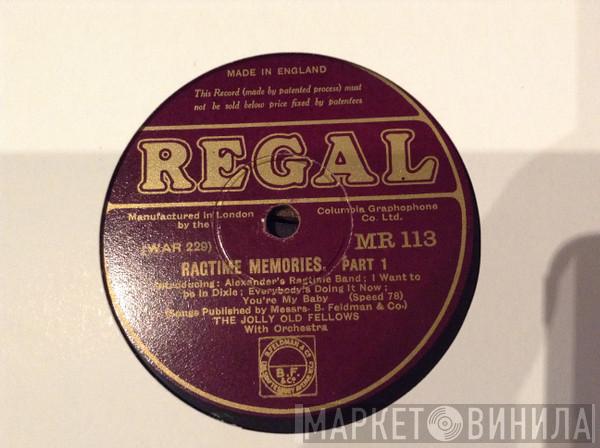 MADE IN ENGLAND
This Record (made by patented process) must
not be sold below price fixed by patentees
REGAL
Manufactured in London
by the
Columbia Graphophone
Co. Ltd.
(WAR 229)
MR 113
RAGTIME MEMORIES. PART 1
Introducing: Alexander's Ragtime Band; I Want to
be in Dixie; Everybody's Doing It Now;
You're My Baby (Speed 78)
(Songs Published by Messrs. B. Feldman & Co.)
THE JOLLY OLD FELLOWS
With Orchestra
B. FELDMAN & CO
B.F.
& Co.
МАРКЕТ ВИНИЛА